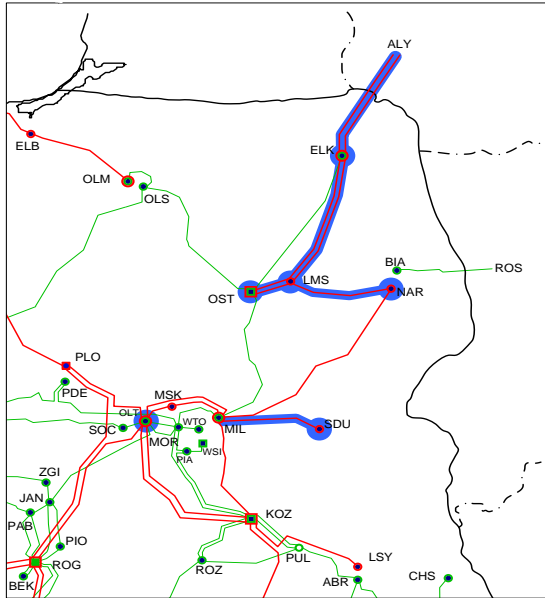 ALY
ELB
ELK
OLM
OLS
BIA
ROS
LMS
OST
NAR
PLO
PDE
MSK
OLT
SOC
WTO
MIL
SDU
MOR
WSI
PIA
ZGI
JAN
KOZ
PAB
PIO
ROG
ROZ
PUL
LSY
BEK
ABR
CHS